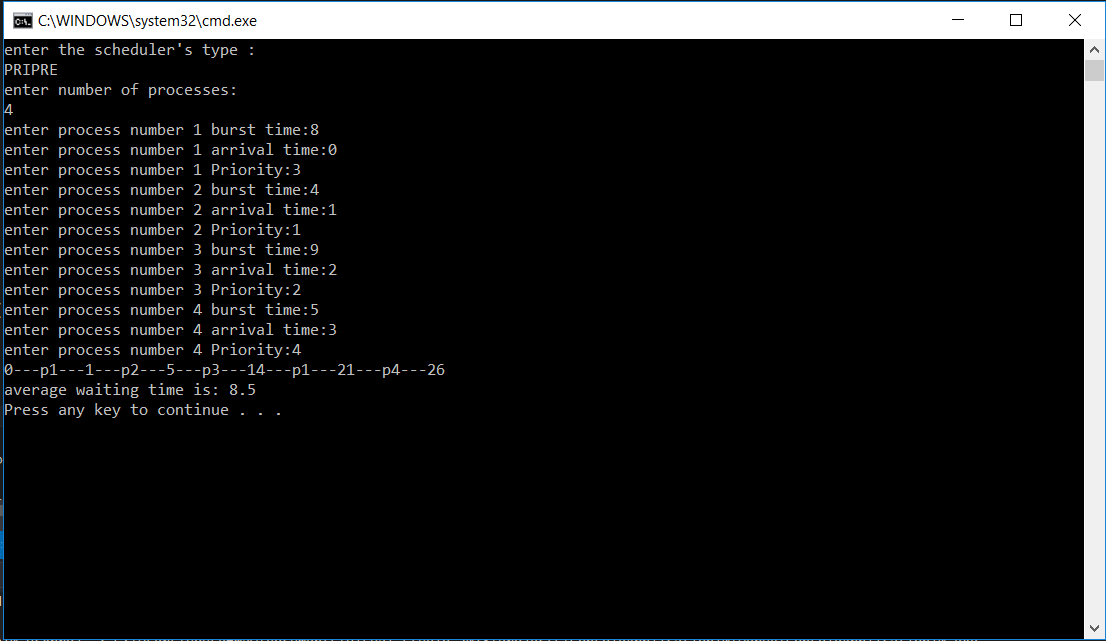 C:\WINDOWS\system32\cmd.exe
enter the scheduler's type :
PRIPRE
enter number of processes:
4
enter process number 1 burst time:8
enter process number 1 arrival time:0
enter process number 1 Priority:3
enter process number 2 burst time:4
enter process number 2 arrival time:1
enter process number 2 Priority:1
enter process number 3 burst time:9
enter process number 3 arrival time:2
enter process number 3 Priority:2
enter process number 4 burst time:5
enter process number 4 arrival time:3
enter process number 4 Priority:4
0---p1---1---p2---5---p3---14---p1---21---p4---26
average waiting time is: 8.5
Press any key to continue . . .